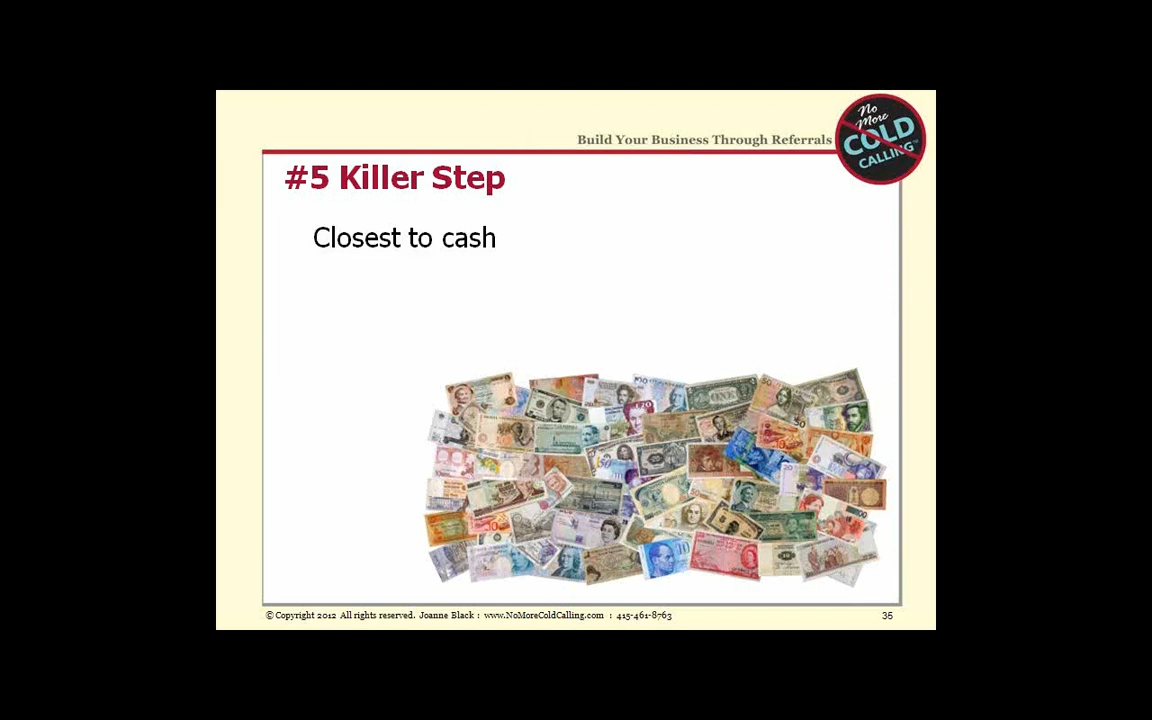 Build Your Business Through Referrals
No
More
COLD
CALLING™
#5 Killer Step
Closest to cash
© Copyright 2012 All rights reserved. Joanne Black : www.NoMoreColdCalling.com : 415-461-8763
35